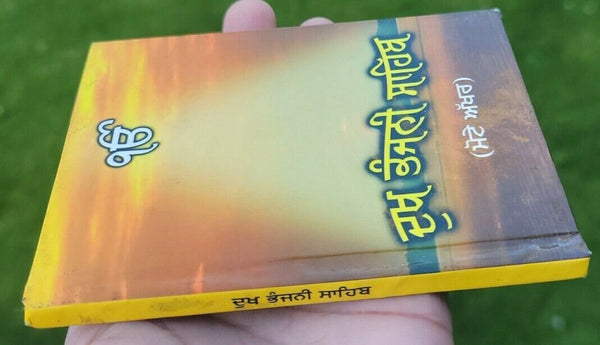 ੴ
ਦੁਖ ਭੰਜਨੀ ਸਾਹਿਬ
(ਮੋਟੇ ਅੱਖਰ)
ਦੁਖ ਭੰਜਨੀ ਸਾਹਿਬ